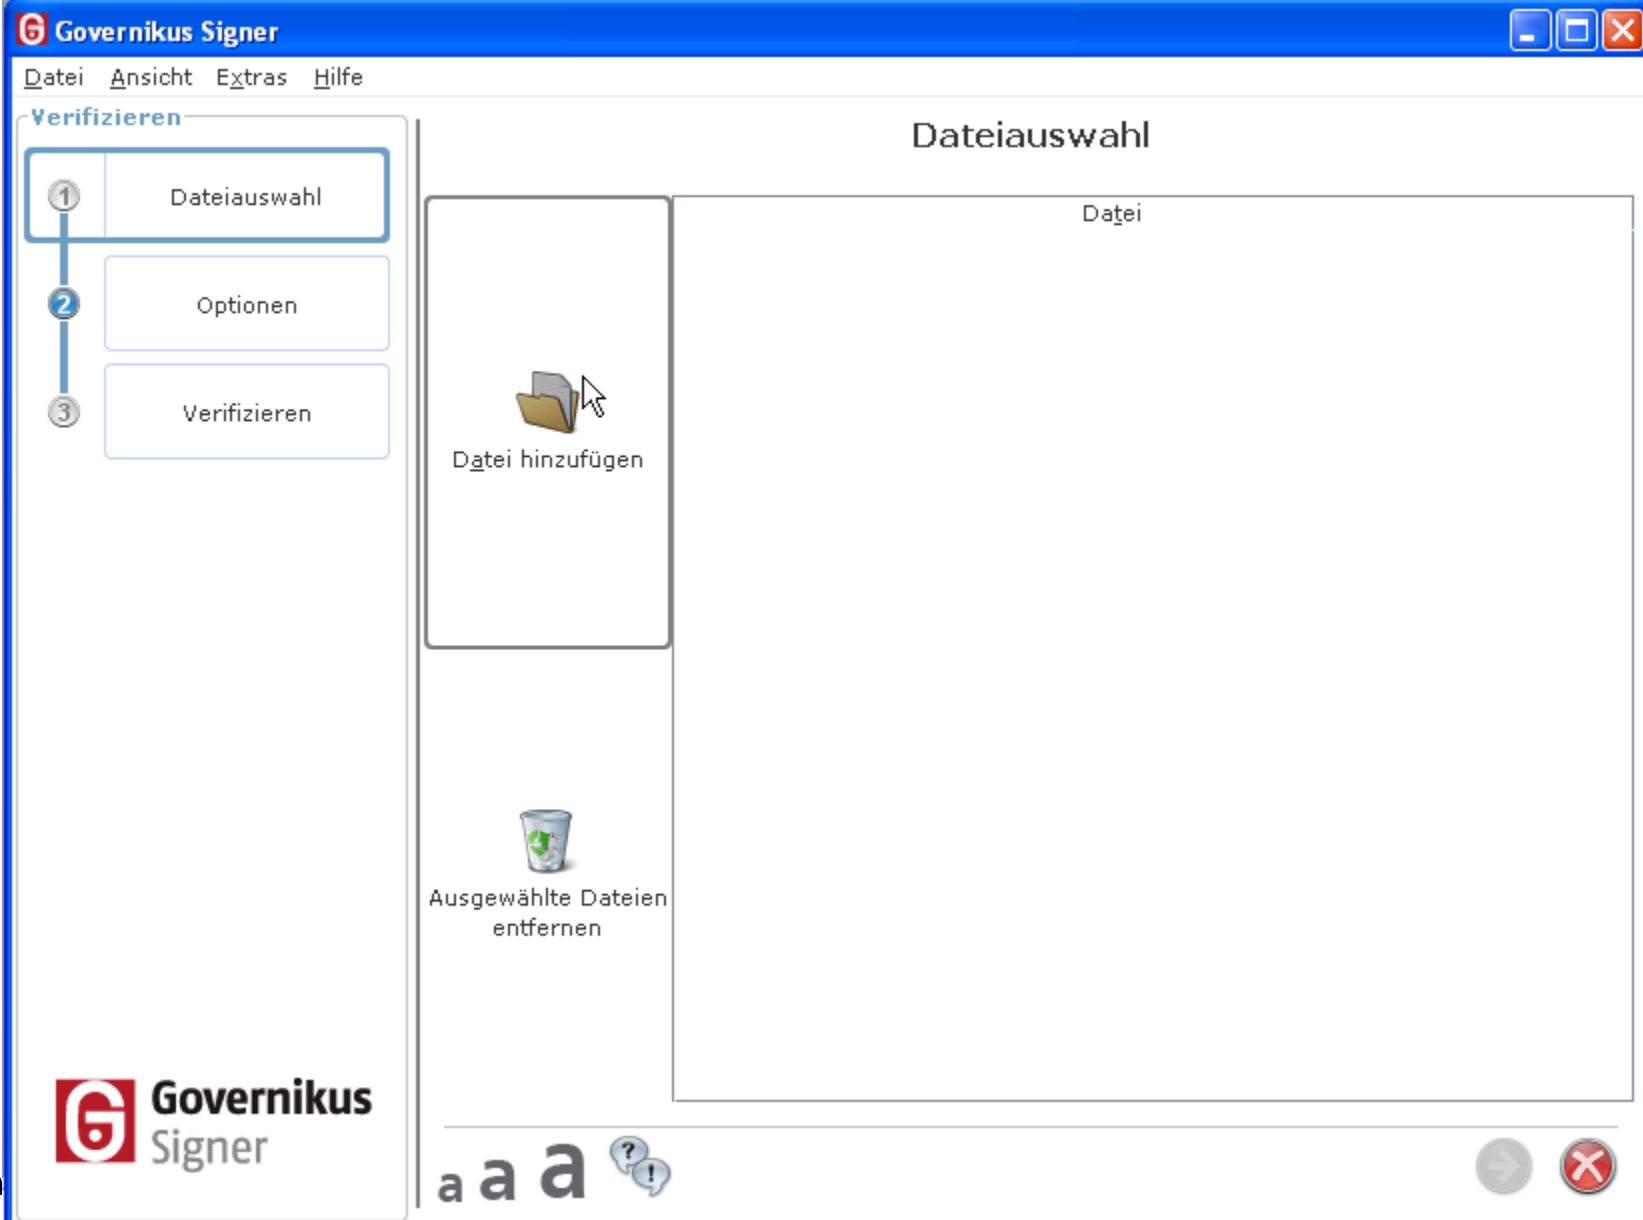 Governikus Signer
Datei Ansicht Extras Hilfe
Verifizieren
1 Dateiauswahl
2 Optionen
3 Verifizieren
Dateiauswahl
Datei
Datei hinzufügen
Ausgewählte Dateien
entfernen
Governikus
Signer
a a a ? !